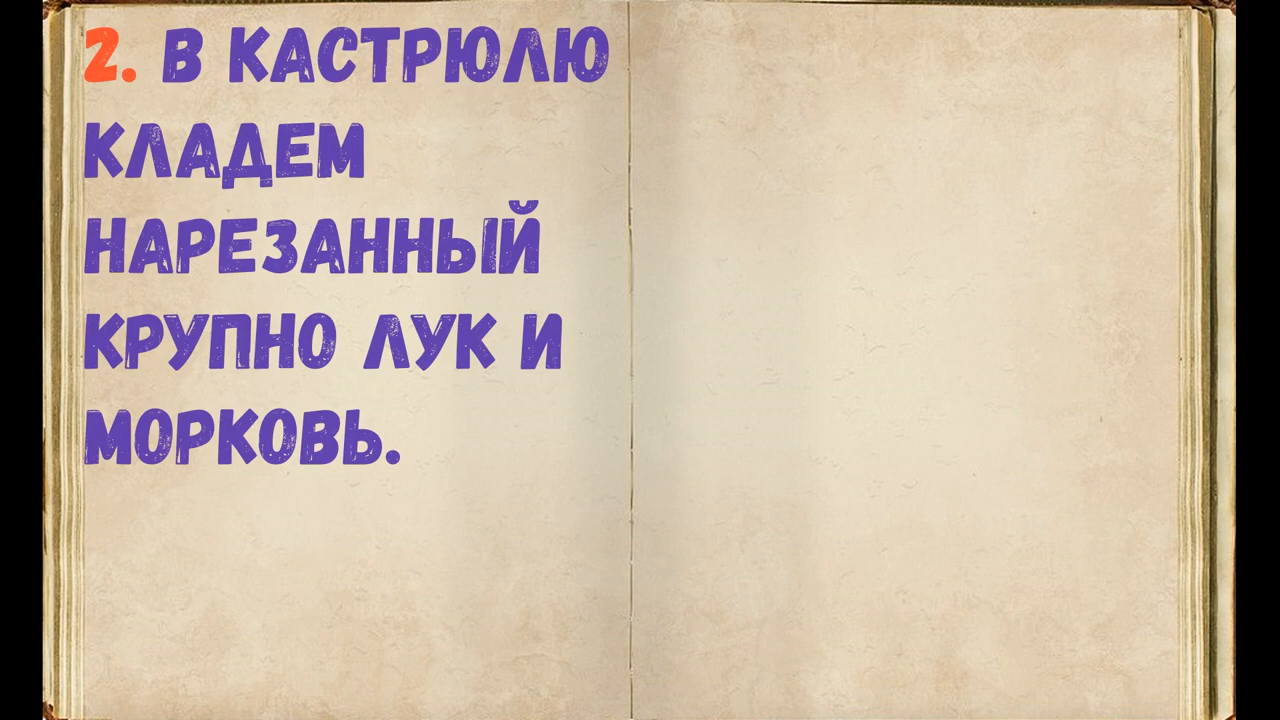 2. В КАСТРЮЛЮ
КЛАДЕМ
НАРЕЗАННЫЙ
КРУПНО ЛУК И
МОРКОВЬ.